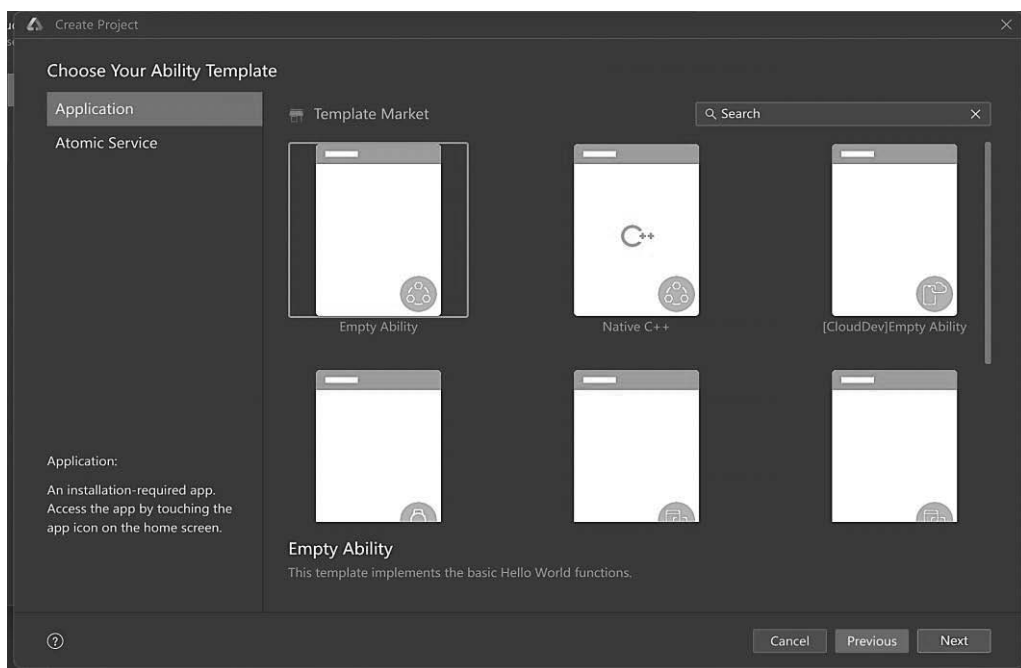 Create Project
Choose Your Ability Template
Application
Atomic Service
Template Market
Search
C++
Empty Ability
Native C++
[CloudDev]Empty Ability
Application:
An installation-required app.
Access the app by touching the
app icon on the home screen.
Empty Ability
This template implements the basic Hello World functions.
?
Cancel
Previous
Next